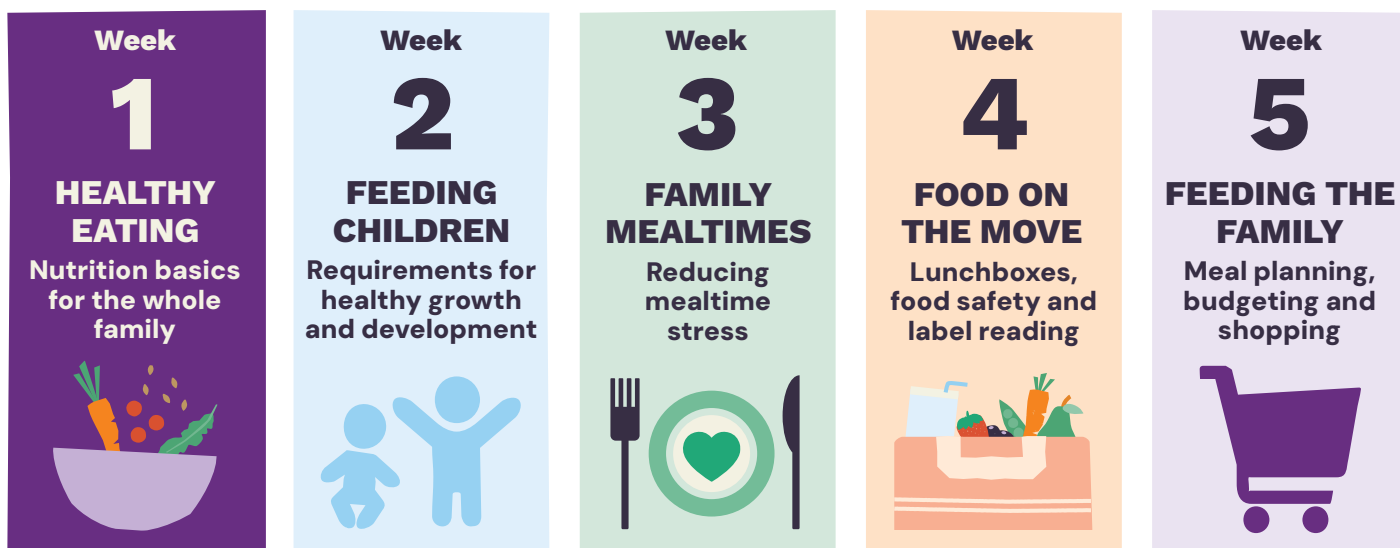 Week
1
HEALTHY
EATING
Nutrition basics
for the whole
family
Week
2
FEEDING
CHILDREN
Requirements for
healthy growth
and development
Week
3
FAMILY
MEALTIMES
Reducing
mealtime
stress
Week
4
FOOD ON
THE MOVE
Lunchboxes,
food safety and
label reading
Week
5
FEEDING THE
FAMILY
Meal planning,
budgeting and
shopping